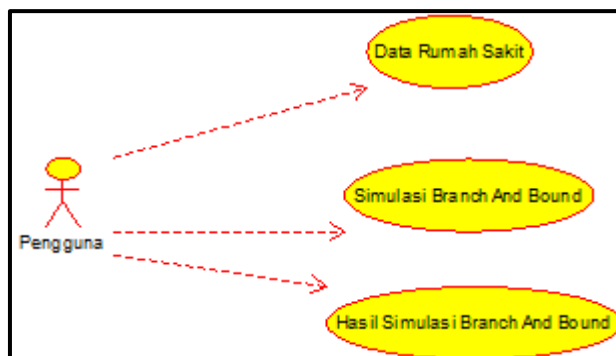 Data Rumah Sakit
Simulasi Branch And Bound
Pengguna
Hasil Simulasi Branch And Bound